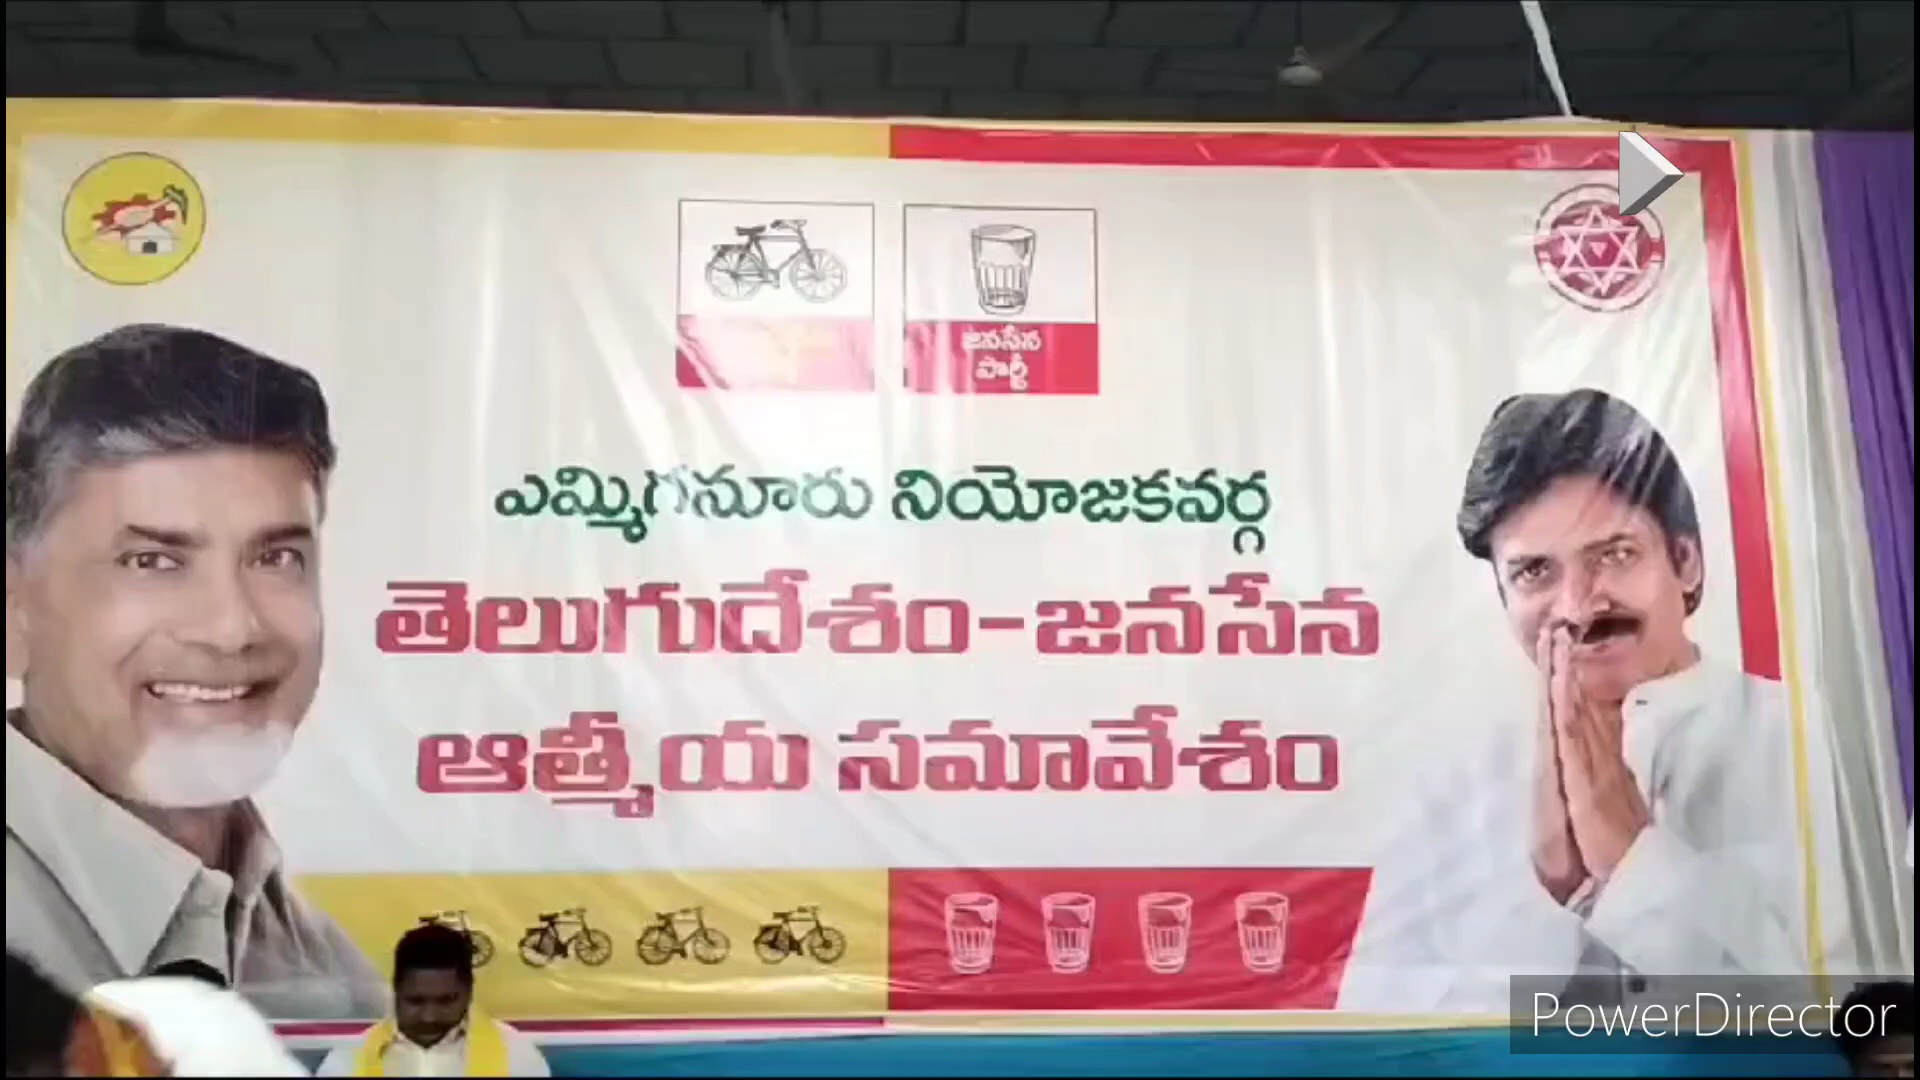 జనసేన
పార్టీ
ఎమ్మిగనూరు నియోజకవర్గ
తెలుగుదేశం-జనసేన
ఆత్మీయ సమావేశం
PowerDirector